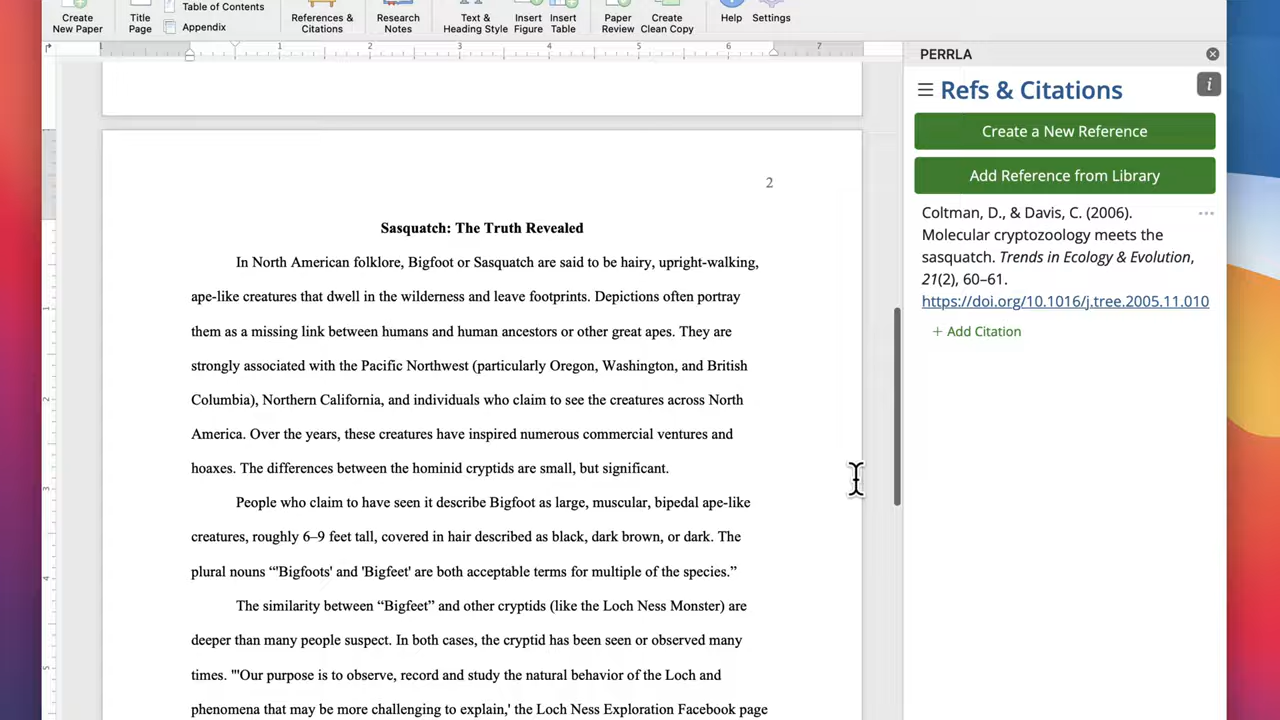 Create
New Paper
Title
Page
Table of Contents
Appendix
References &
Citations
Research
Notes
Text &
Heading Style
Insert
Figure
Insert
Table
Paper
Review
Create
Clean Copy
Help
Settings
1 1 2 3 4 5 6 7
PERRLA
Refs & Citations
i
Create a New Reference
Add Reference from Library
Coltman, D., & Davis, C. (2006).
Molecular cryptozoology meets the
sasquatch. Trends in Ecology & Evolution,
21(2), 60–61.
https://doi.org/10.1016/j.tree.2005.11.010
+ Add Citation
2
Sasquatch: The Truth Revealed
In North American folklore, Bigfoot or Sasquatch are said to be hairy, upright-walking,
ape-like creatures that dwell in the wilderness and leave footprints. Depictions often portray
them as a missing link between humans and human ancestors or other great apes. They are
strongly associated with the Pacific Northwest (particularly Oregon, Washington, and British
Columbia), Northern California, and individuals who claim to see the creatures across North
America. Over the years, these creatures have inspired numerous commercial ventures and
hoaxes. The differences between the hominid cryptids are small, but significant.
People who claim to have seen it describe Bigfoot as large, muscular, bipedal ape-like
creatures, roughly 6–9 feet tall, covered in hair described as black, dark brown, or dark. The
plural nouns “'Bigfoots' and 'Bigfeet' are both acceptable terms for multiple of the species.”
The similarity between “Bigfeet” and other cryptids (like the Loch Ness Monster) are
deeper than many people suspect. In both cases, the cryptid has been seen or observed many
times. "'Our purpose is to observe, record and study the natural behavior of the Loch and
phenomena that may be more challenging to explain,' the Loch Ness Exploration Facebook page
1
2
3
4
5